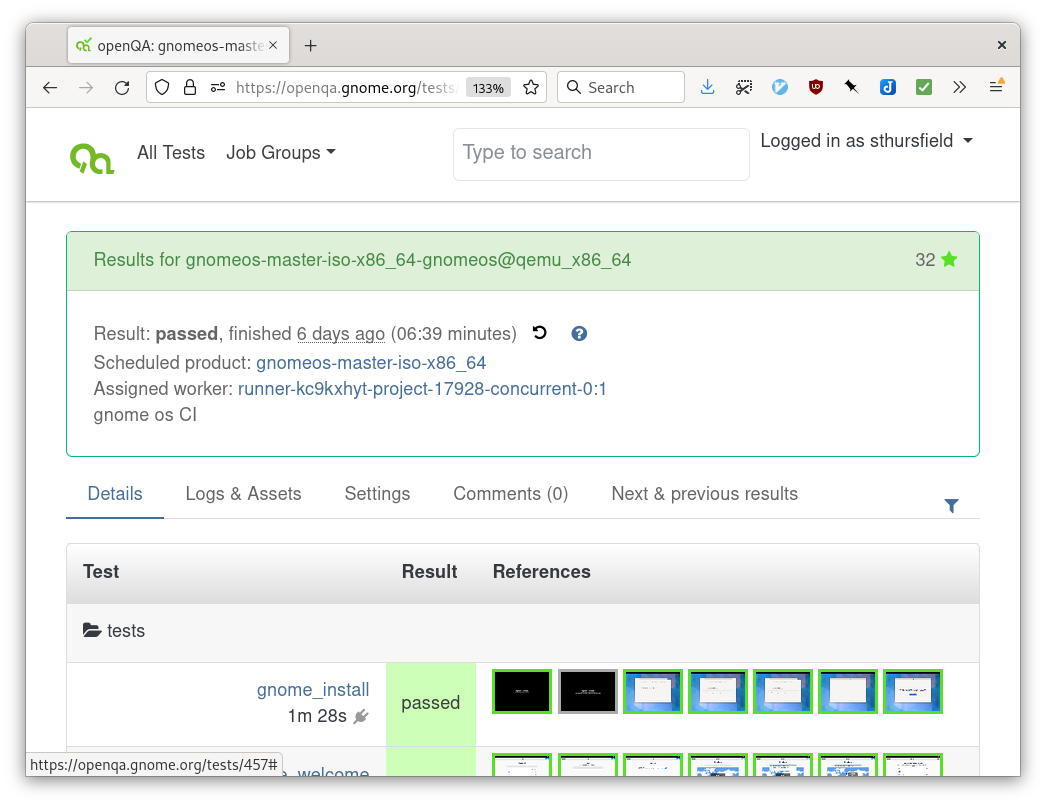 openQA: gnomeos-maste
https://openqa.gnome.org/tests/
133%
Search
All Tests
Job Groups
Type to search
Logged in as sthursfield
Results for gnomeos-master-iso-x86_64-gnomeos@qemu_x86_64
32
Result: passed, finished 6 days ago (06:39 minutes)
Scheduled product: gnomeos-master-iso-x86_64
Assigned worker: runner-kc9kxhyt-project-17928-concurrent-0:1
gnome os CI
Details
Logs & Assets
Settings
Comments (0)
Next & previous results
Test
Result
References
tests
gnome_install
passed
1m 28s
https://openqa.gnome.org/tests/457#
e_welcome